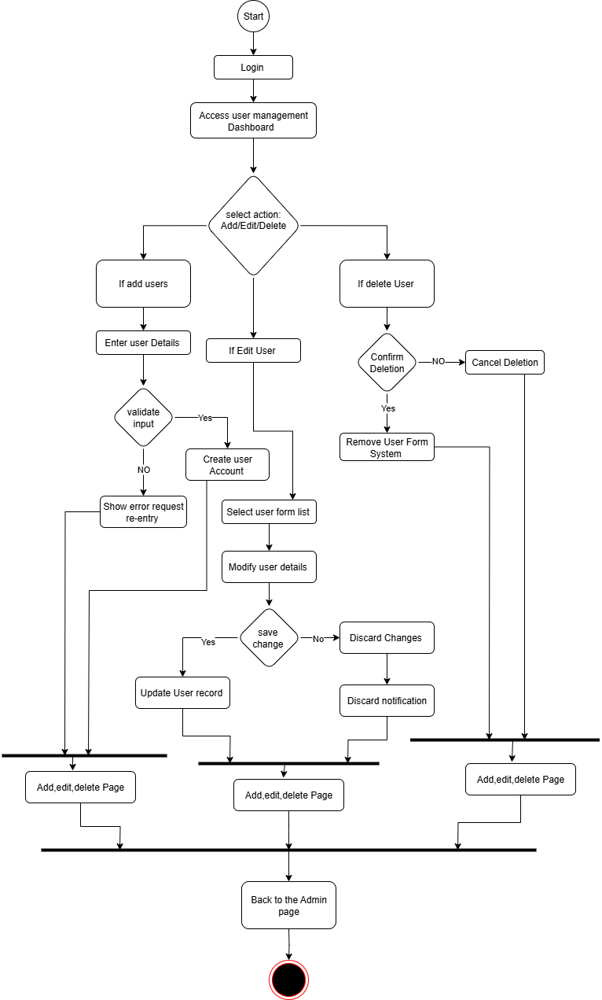 Start
Login
Access user management
Dashboard
select action:
Add/Edit/Delete
If add users
If delete User
Enter user Details
If Edit User
Confirm
Deletion
NO
Cancel Deletion
validate
input
Yes
Yes
Create user
Account
Remove User Form
System
NO
Show error request
re-entry
Select user form list
Modify user details
save
change
Yes
No
Discard Changes
Update User record
Discard notification
Add,edit,delete Page
Add,edit,delete Page
Add,edit,delete Page
Back to the Admin
page